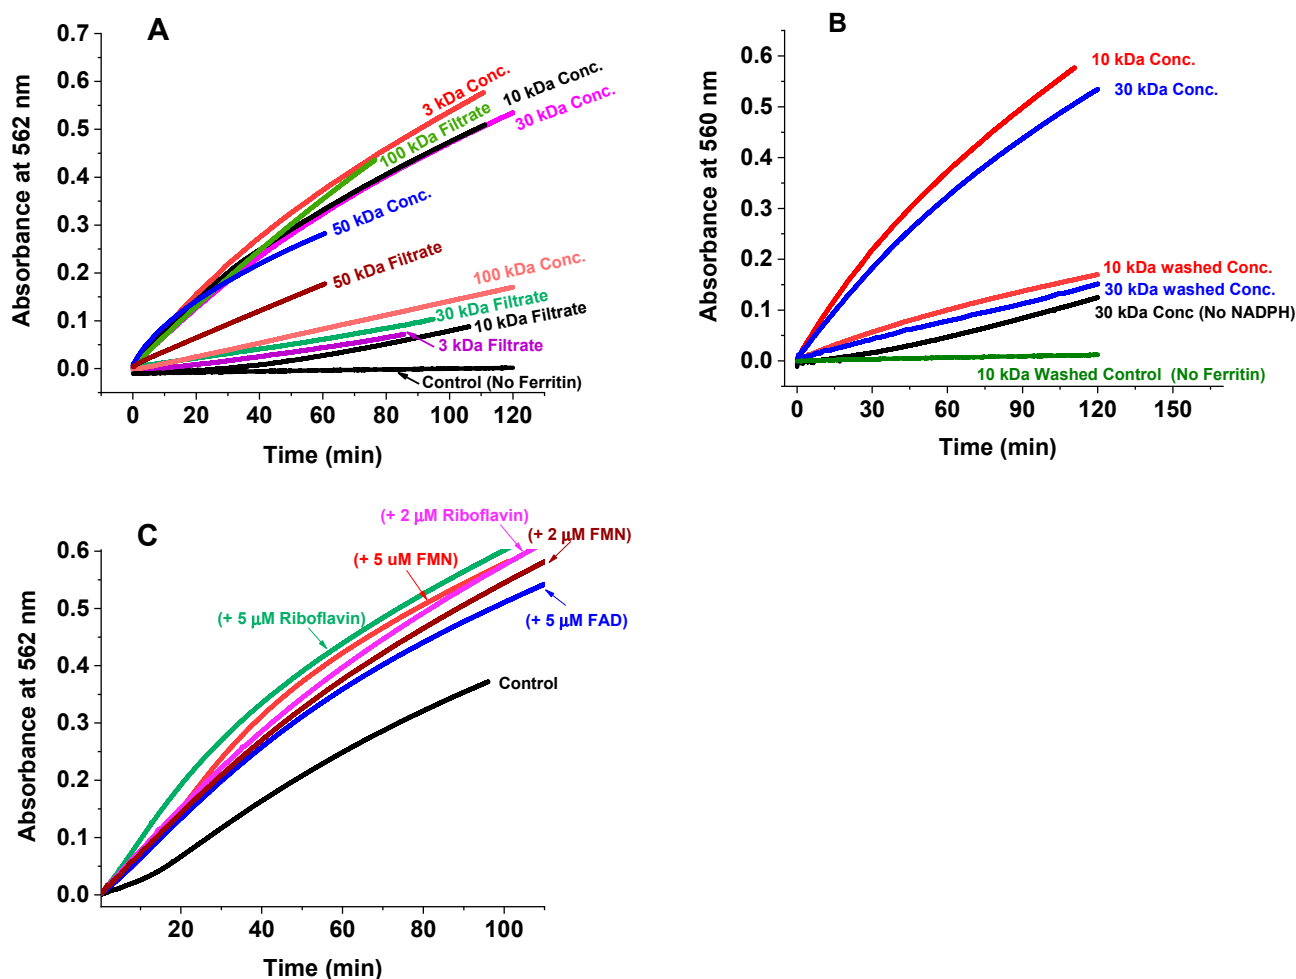 A
Absorbance at 562 nm
0.7
0.6
0.5
0.4
0.3
0.2
0.1
0.0
3 kDa Conc.
100 kDa Filtrate
10 kDa Conc.
30 kDa Conc.
50 kDa Conc.
50 kDa Filtrate
100 kDa Conc.
30 kDa Filtrate
10 kDa Filtrate
3 kDa Filtrate
Control (No Ferritin)
0 20 40 60 80 100 120
Time (min)
B
Absorbance at 560 nm
0.6
0.5
0.4
0.3
0.2
0.1
0.0
10 kDa Conc.
30 kDa Conc.
10 kDa washed Conc.
30 kDa washed Conc.
30 kDa Conc (No NADPH)
10 kDa Washed Control (No Ferritin)
0 30 60 90 120 150
Time (min)
C
Absorbance at 562 nm
0.6
0.5
0.4
0.3
0.2
0.1
0.0
(+ 2 μM Riboflavin)
(+ 5 uM FMN)
(+ 2 μM FMN)
(+ 5 μM Riboflavin)
(+ 5 μM FAD)
Control
20 40 60 80 100
Time (min)